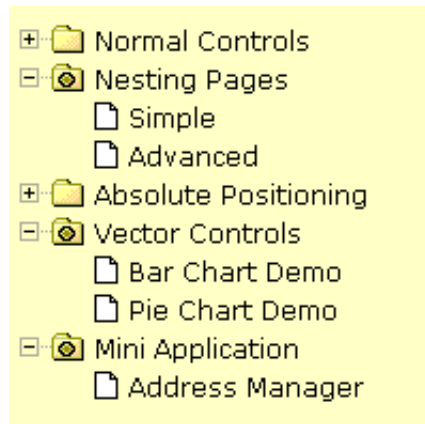 Normal Controls
Nesting Pages
Simple
Advanced
Absolute Positioning
Vector Controls
Bar Chart Demo
Pie Chart Demo
Mini Application
Address Manager